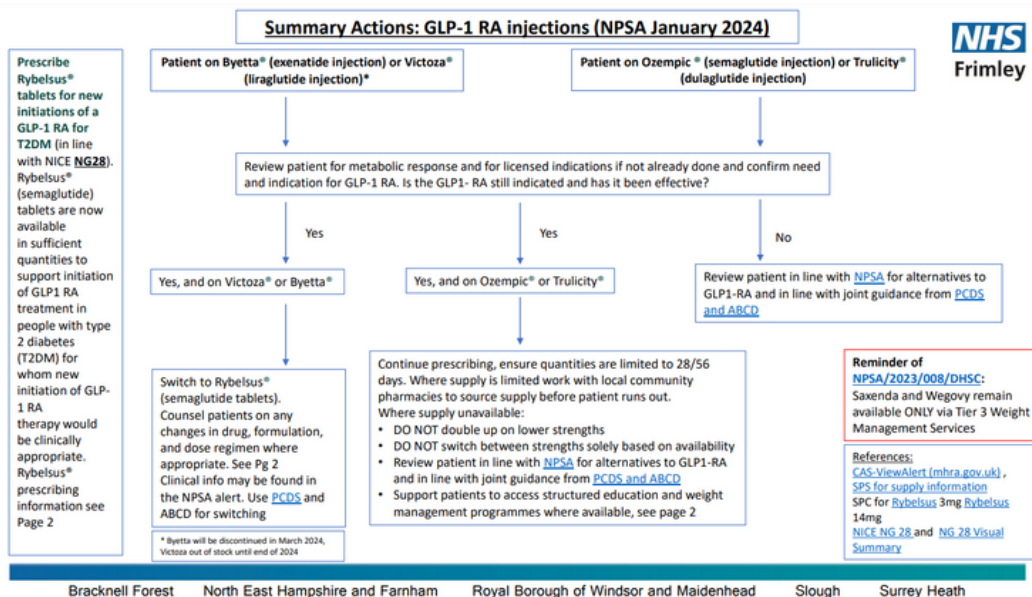 Summary Actions: GLP-1 RA injections (NPSA January 2024)
NHS
Frimley
Prescribe
Rybelsus®
tablets for new
initiations of a
GLP-1 RA for
T2DM (in line
with NICE NG28).
Rybelsus®
(semaglutide)
tablets are now
available
in sufficient
quantities to
support initiation
of GLP1 RA
treatment in
people with type
2 diabetes
(T2DM) for
whom new
initiation of GLP-
1 RA
therapy would
be clinically
appropriate.
Rybelsus®
prescribing
information see
Page 2
Patient on Byetta® (exenatide injection) or Victoza®
(liraglutide injection)*
Patient on Ozempic ® (semaglutide injection) or Trulicity®
(dulaglutide injection)
Review patient for metabolic response and for licensed indications if not already done and confirm need
and indication for GLP-1 RA. Is the GLP1- RA still indicated and has it been effective?
Yes
Yes
No
Yes, and on Victoza® or Byetta®
Yes, and on Ozempic® or Trulicity®
Review patient in line with NPSA for alternatives to
GLP1-RA and in line with joint guidance from PCDS
and ABCD
Switch to Rybelsus®
(semaglutide tablets).
Counsel patients on any
changes in drug, formulation,
and dose regimen where
appropriate. See Pg 2
Clinical info may be found in
the NPSA alert. Use PCDS and
ABCD for switching
* Byetta will be discontinued in March 2024,
Victoza out of stock until end of 2024
Continue prescribing, ensure quantities are limited to 28/56
days. Where supply is limited work with local community
pharmacies to source supply before patient runs out.
Where supply unavailable:
• DO NOT double up on lower strengths
• DO NOT switch between strengths solely based on availability
• Review patient in line with NPSA for alternatives to GLP1-RA
and in line with joint guidance from PCDS and ABCD
• Support patients to access structured education and weight
management programmes where available, see page 2
Reminder of
NPSA/2023/008/DHSC:
Saxenda and Wegovy remain
available ONLY via Tier 3 Weight
Management Services
References:
CAS-ViewAlert (mhra.gov.uk) ,
SPS for supply information
SPC for Rybelsus 3mg Rybelsus
14mg
NICE NG 28 and NG 28 Visual
Summary
Bracknell Forest North East Hampshire and Farnham Royal Borough of Windsor and Maidenhead Slough Surrey Heath